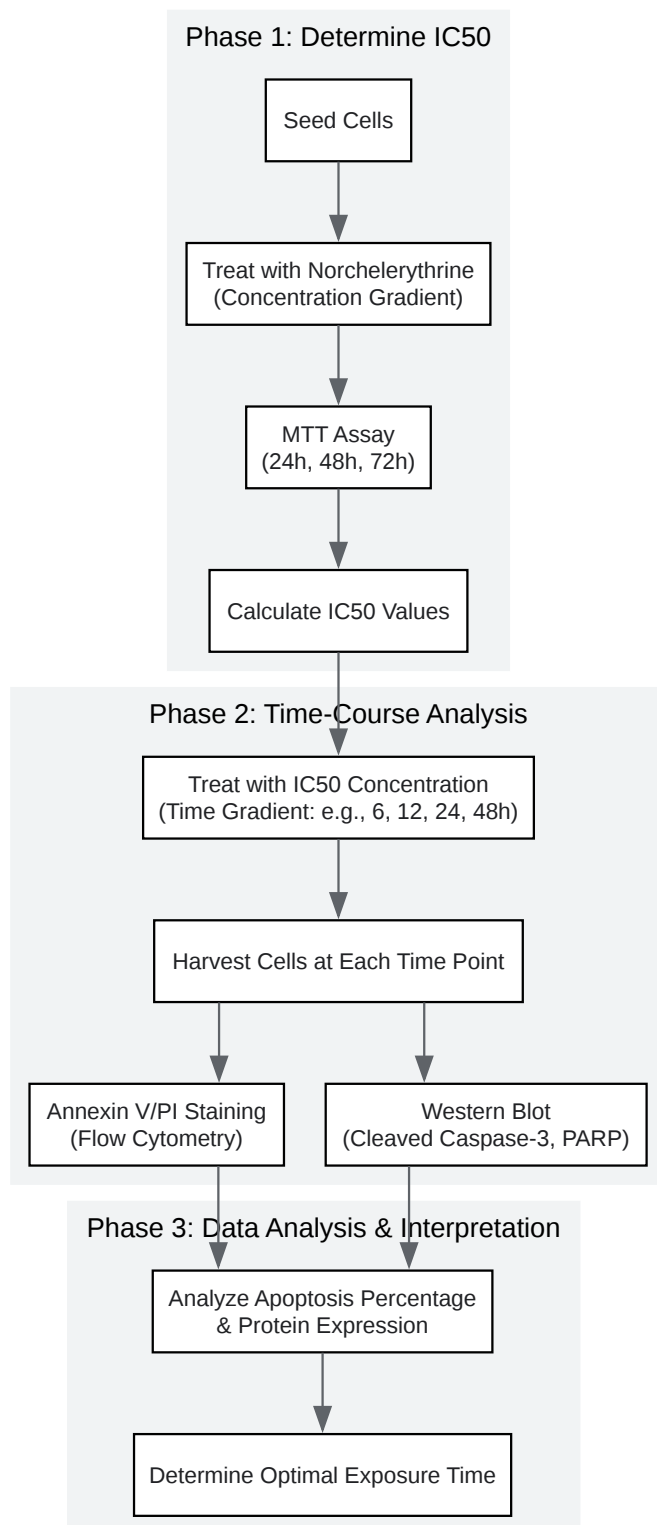 Phase 1: Determine IC50
Seed Cells
Treat with Norchelerythrine
(Concentration Gradient)
MTT Assay
(24h, 48h, 72h)
Calculate IC50 Values
Phase 2: Time-Course Analysis
Treat with IC50 Concentration
(Time Gradient: e.g., 6, 12, 24, 48h)
Harvest Cells at Each Time Point
Annexin V/PI Staining
(Flow Cytometry)
Western Blot
(Cleaved Caspase-3, PARP)
Phase 3: Data Analysis & Interpretation
Analyze Apoptosis Percentage
& Protein Expression
Determine Optimal Exposure Time